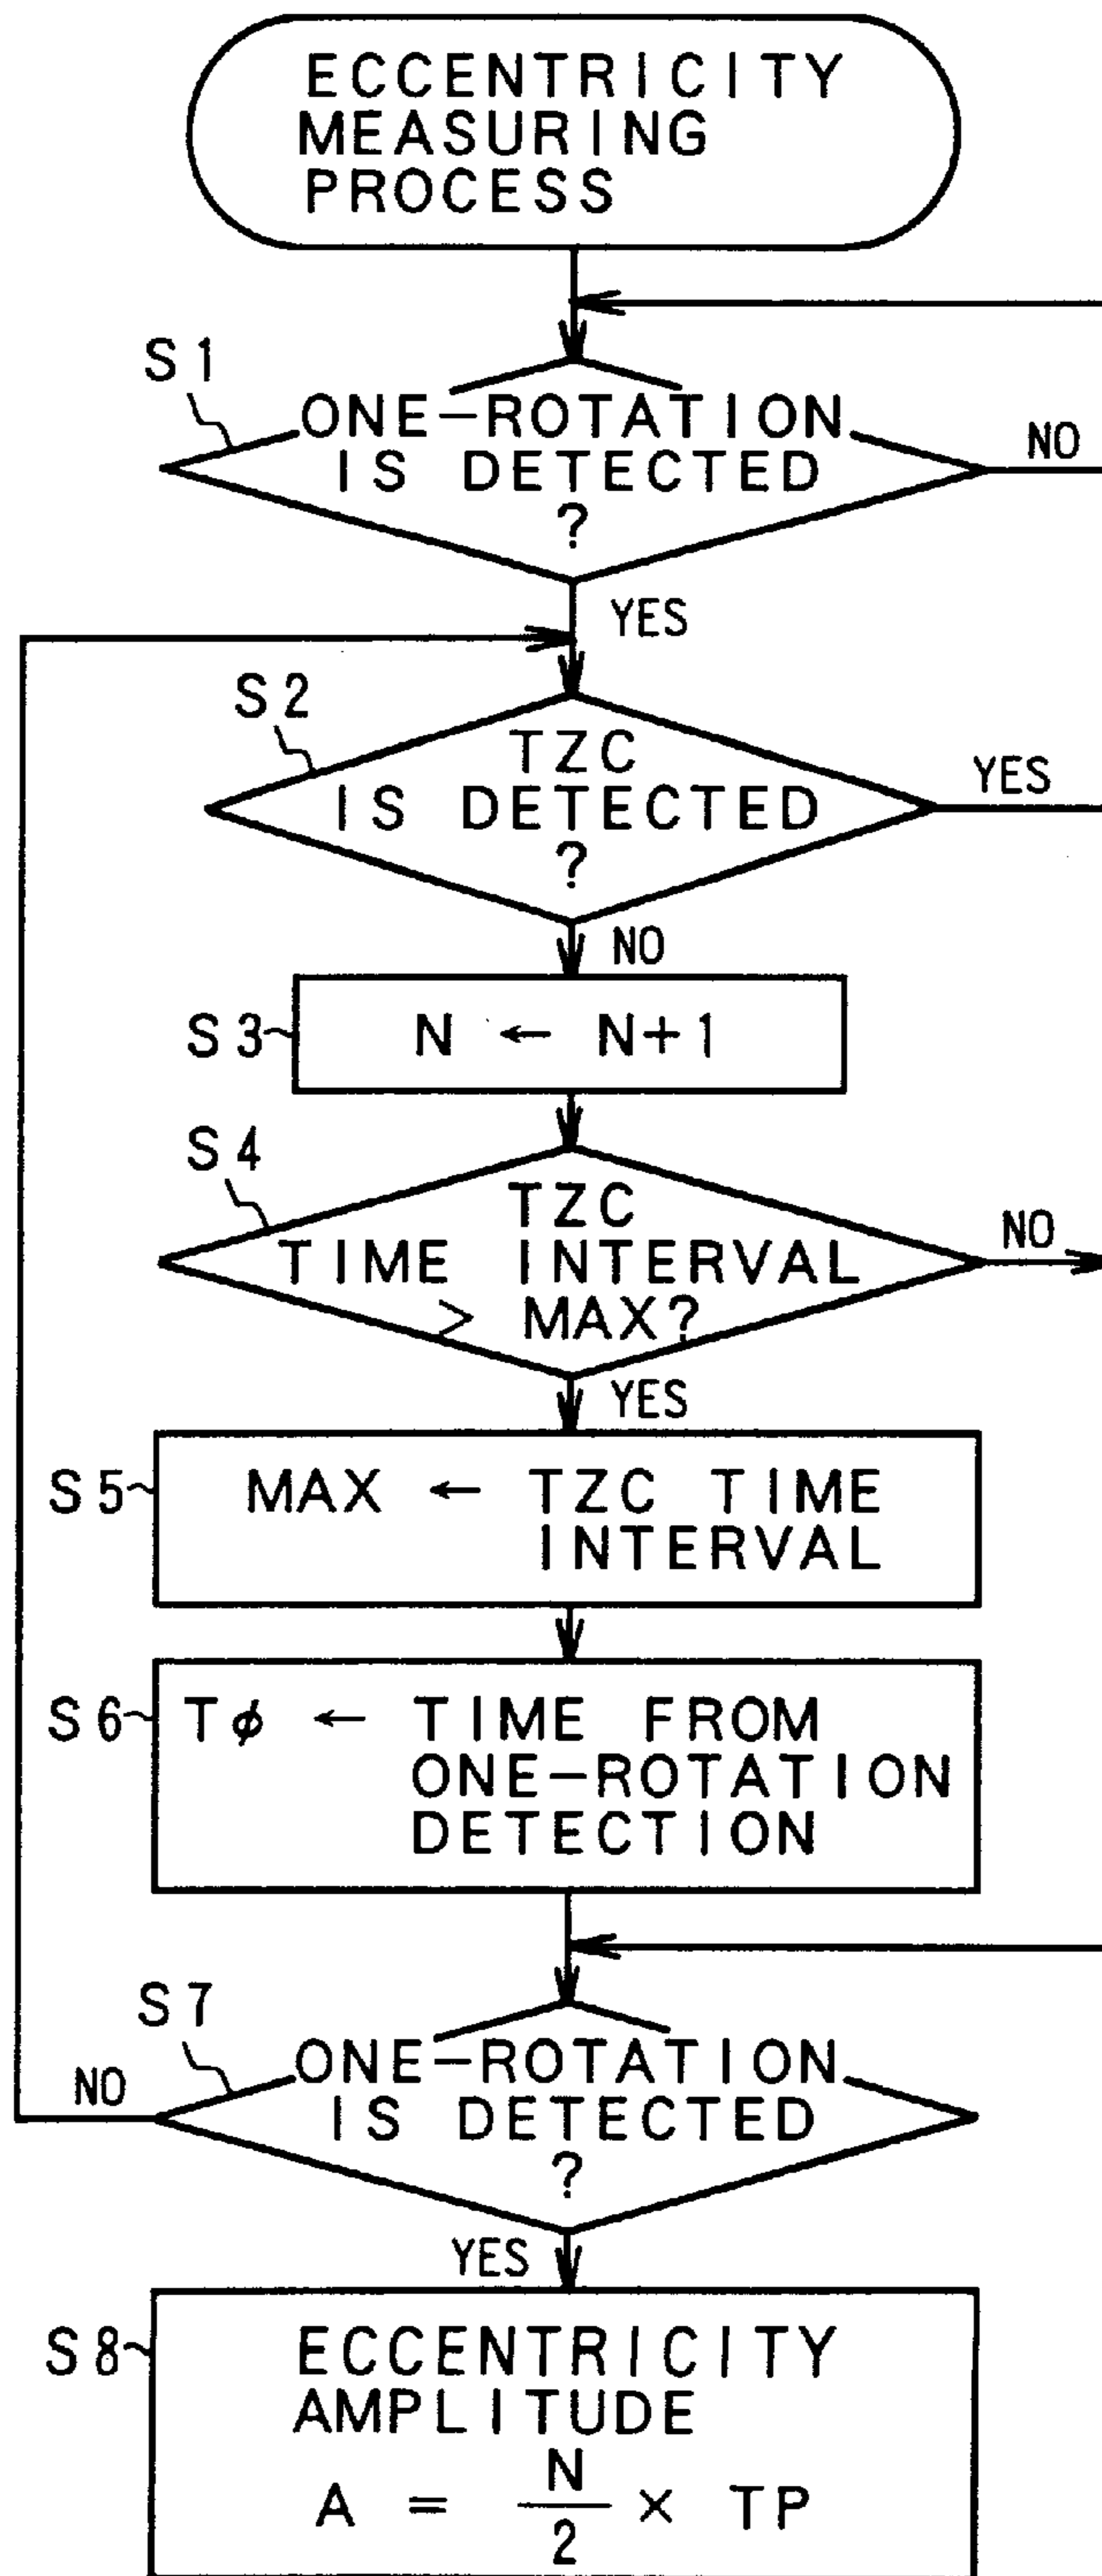 ECCENTRICITY
MEASURING
PROCESS
S1
ONE-ROTATION
IS DETECTED
?
NO
YES
S2
TZC
IS DETECTED
?
YES
NO
S3
N ← N+1
S4
TZC
TIME INTERVAL
> MAX?
NO
YES
S5
MAX ← TZC TIME
INTERVAL
S6
Tϕ ← TIME FROM
ONE-ROTATION
DETECTION
S7
ONE-ROTATION
IS DETECTED
?
NO
YES
S8
ECCENTRICITY
AMPLITUDE
A = N/2 × TP